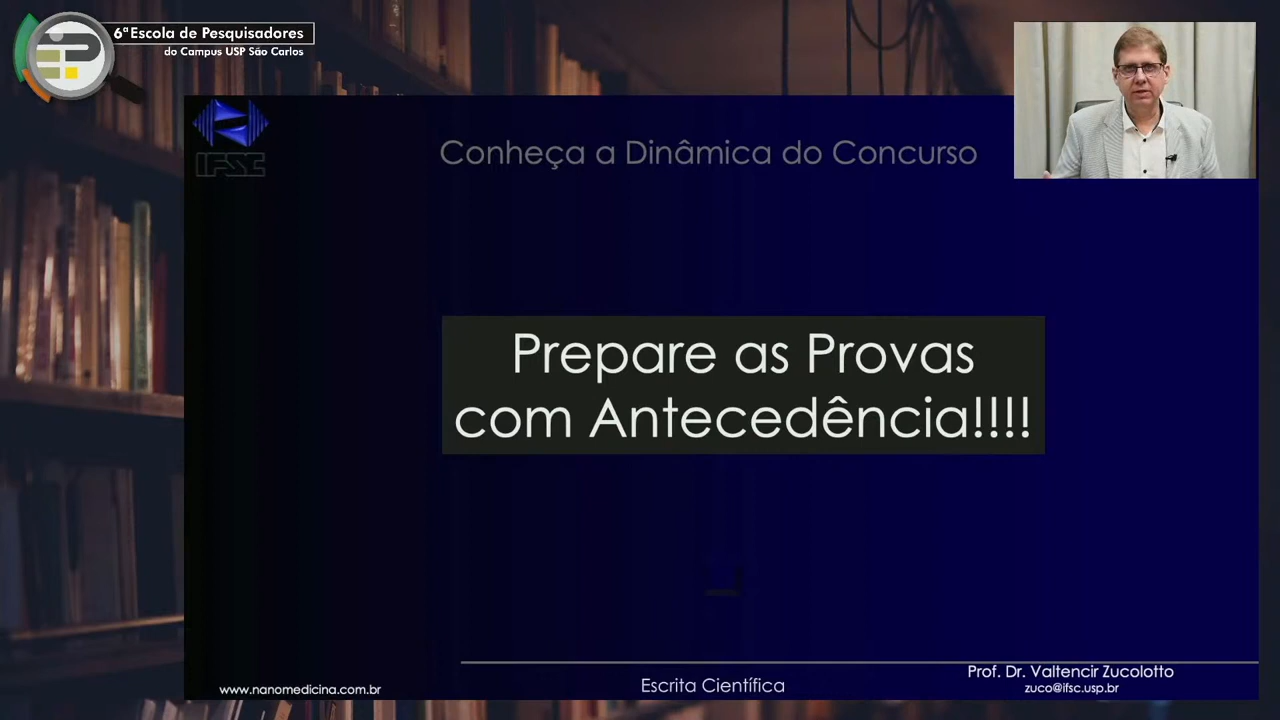 6ª Escola de Pesquisadores
do Campus USP São Carlos
IFSC
Conheça a Dinâmica do Concurso
Prepare as Provas
com Antecedência!!!!
Prof. Dr. Valtencir Zucolotto
www.nanomedicina.com.br
Escrita Científica
zuco@ifsc.usp.br